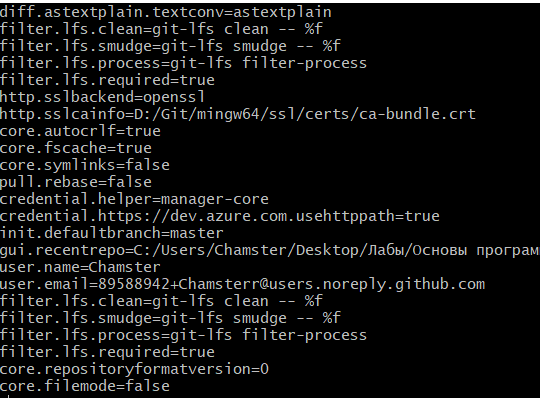 diff.astextplain.textconv=astextplain
filter.lfs.clean=git-lfs clean -- %f
filter.lfs.smudge=git-lfs smudge -- %f
filter.lfs.process=git-lfs filter-process
filter.lfs.required=true
http.sslbackend=openssl
http.sslcainfo=D:/Git/mingw64/ssl/certs/ca-bundle.crt
core.autocrlf=true
core.fscache=true
core.symlinks=false
pull.rebase=false
credential.helper=manager-core
credential.https://dev.azure.com.usehttppath=true
init.defaultbranch=master
gui.recentrepo=C:/Users/Chamster/Desktop/Лабы/Основы програм
user.name=Chamster
user.email=89588942+Chamsterr@users.noreply.github.com
filter.lfs.clean=git-lfs clean -- %f
filter.lfs.smudge=git-lfs smudge -- %f
filter.lfs.process=git-lfs filter-process
filter.lfs.required=true
core.repositoryformatversion=0
core.filemode=false